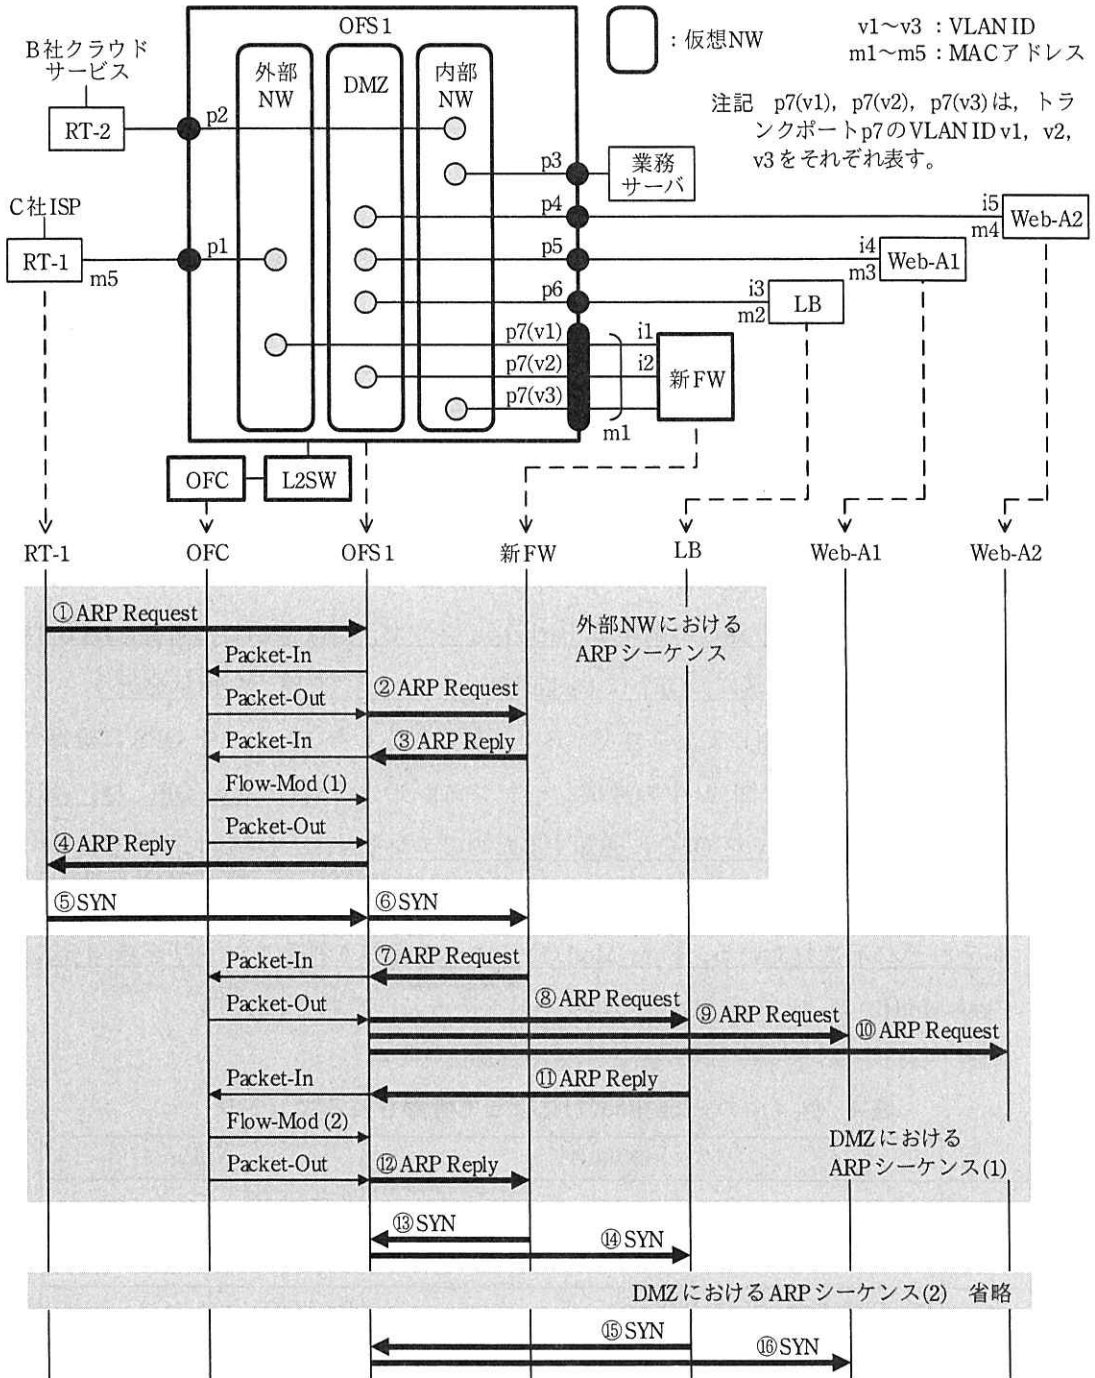 OFS1
B社クラウド
サービス
RT-2
p2
外部
NW
DMZ
内部
NW
：仮想NW
v1～v3 ：VLAN ID
m1～m5：MACアドレス
注記 p7(v1)，p7(v2)，p7(v3)は，トラ
ンクポートp7のVLAN ID v1，v2，
v3をそれぞれ表す。
p3
業務
サーバ
C社ISP
RT-1
m5
p1
p4
i5
m4
Web-A2
p5
i4
m3
Web-A1
p6
i3
m2
LB
p7(v1)
i1
p7(v2)
i2
p7(v3)
新FW
m1
OFC
L2SW
RT-1
OFC
OFS1
新FW
LB
Web-A1
Web-A2
①ARP Request
外部NWにおける
ARPシーケンス
Packet-In
Packet-Out
②ARP Request
Packet-In
③ARP Reply
Flow-Mod (1)
Packet-Out
④ARP Reply
⑤SYN
⑥SYN
Packet-In
⑦ARP Request
Packet-Out
⑧ARP Request
⑨ARP Request
⑩ARP Request
Packet-In
⑪ARP Reply
Flow-Mod (2)
Packet-Out
⑫ARP Reply
DMZにおける
ARPシーケンス(1)
⑬SYN
⑭SYN
DMZにおけるARPシーケンス(2) 省略
⑮SYN
⑯SYN